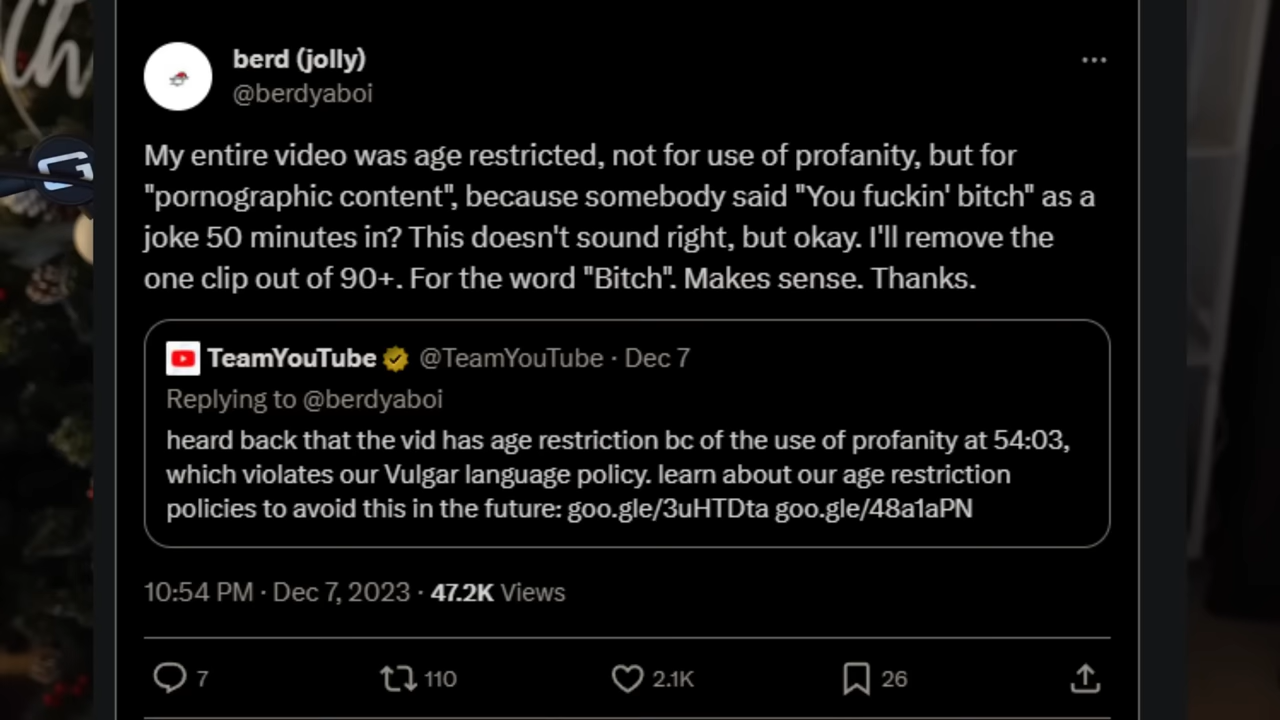 berd (jolly)
@berdyaboi
My entire video was age restricted, not for use of profanity, but for
"pornographic content", because somebody said "You fuckin' bitch" as a
joke 50 minutes in? This doesn't sound right, but okay. I'll remove the
one clip out of 90+. For the word "Bitch". Makes sense. Thanks.
TeamYouTube @TeamYouTube · Dec 7
Replying to @berdyaboi
heard back that the vid has age restriction bc of the use of profanity at 54:03,
which violates our Vulgar language policy. learn about our age restriction
policies to avoid this in the future: goo.gle/3uHTDta goo.gle/48a1aPN
10:54 PM · Dec 7, 2023 · 47.2K Views
7 110 2.1K 26